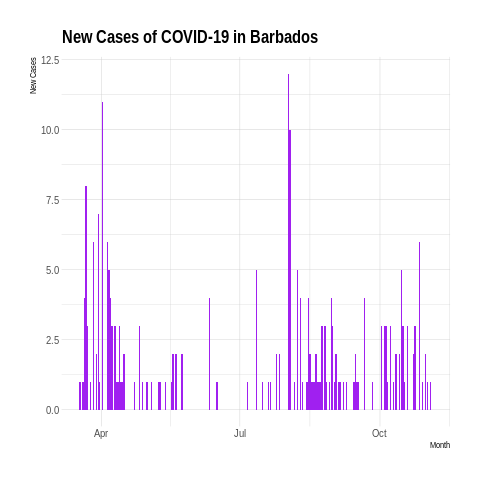 New Cases of COVID-19 in Barbados
New Cases
12.5
10.0
7.5
5.0
2.5
0.0
Apr
Jul
Oct
Month